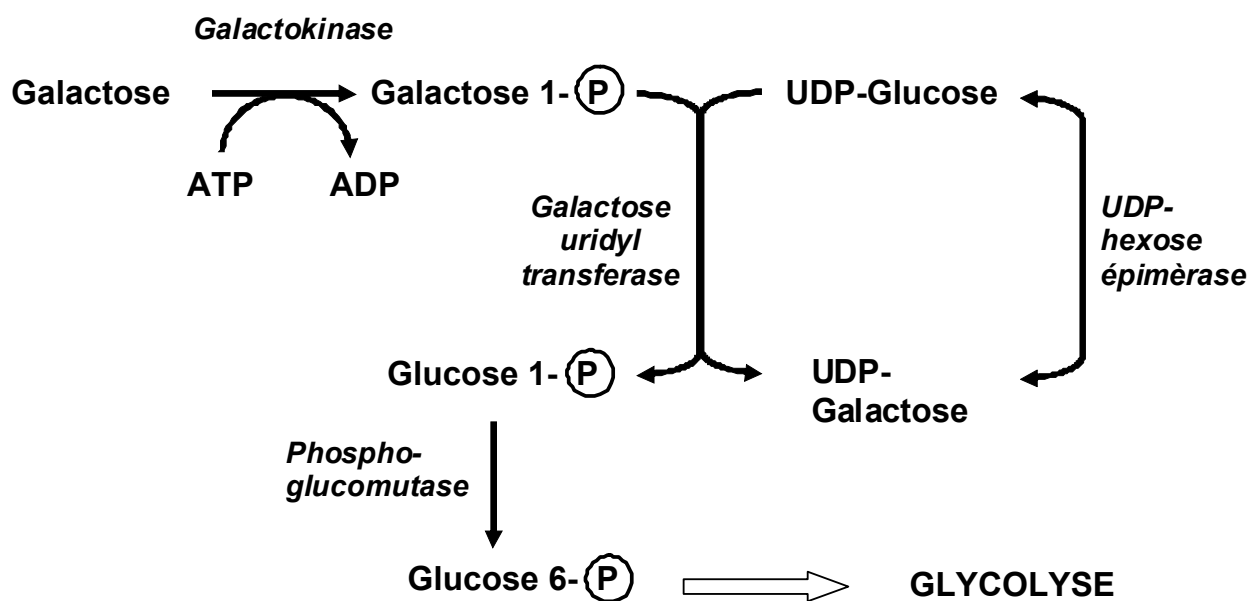 Galactokinase
Galactose
Galactose 1- P
UDP-Glucose
ATP
ADP
Galactose
uridyl
transferase
UDP-
hexose
épimèrase
Glucose 1- P
UDP-
Galactose
Phospho-
glucomutase
Glucose 6- P
GLYCOLYSE